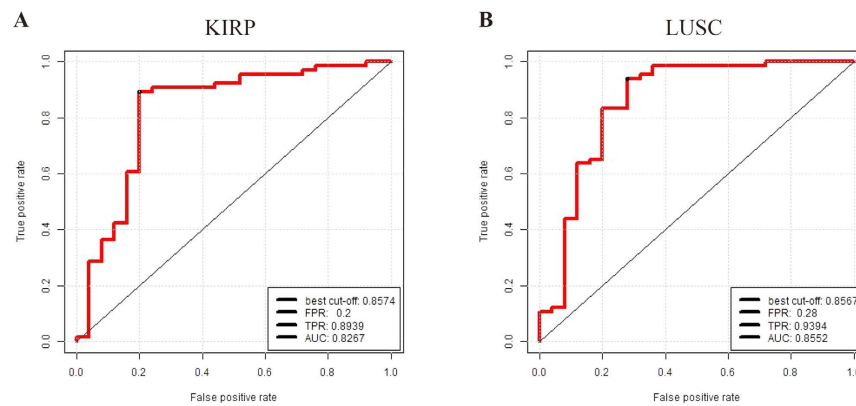 A
KIRP
True positive rate
1.0
0.8
0.6
0.4
0.2
0.0
best cut-off: 0.8574
FPR: 0.2
TPR: 0.8939
AUC: 0.8267
0.0 0.2 0.4 0.6 0.8 1.0
False positive rate
B
LUSC
True positive rate
1.0
0.8
0.6
0.4
0.2
0.0
best cut-off: 0.8567
FPR: 0.28
TPR: 0.9394
AUC: 0.8552
0.0 0.2 0.4 0.6 0.8 1.0
False positive rate